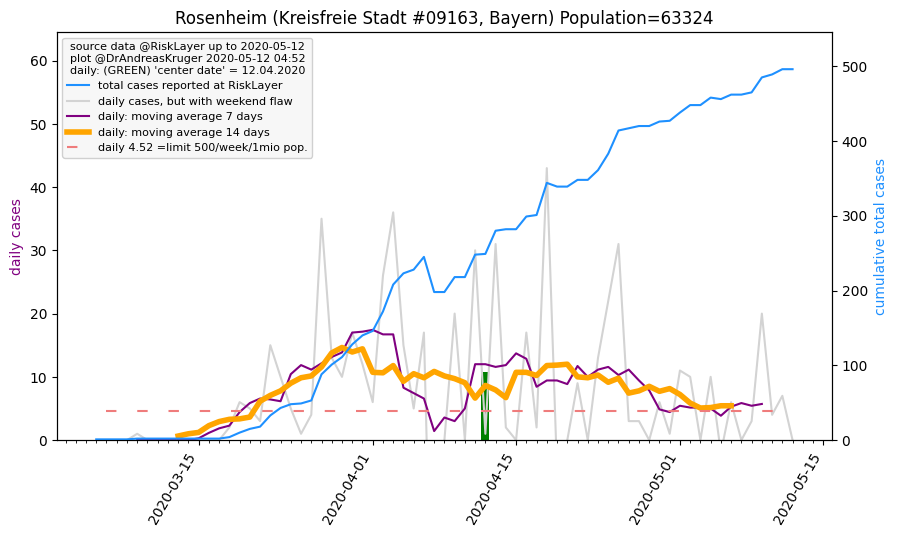 Rosenheim (Kreisfreie Stadt #09163, Bayern) Population=63324
source data @RiskLayer up to 2020-05-12
plot @DrAndreasKruger 2020-05-12 04:52
daily: (GREEN) 'center date' = 12.04.2020
total cases reported at RiskLayer
daily cases, but with weekend flaw
daily: moving average 7 days
daily: moving average 14 days
daily 4.52 =limit 500/week/1mio pop.
daily cases
60
50
40
30
20
10
0
500
400
300
200
100
0
cumulative total cases
2020-03-15
2020-04-01
2020-04-15
2020-05-01
2020-05-15